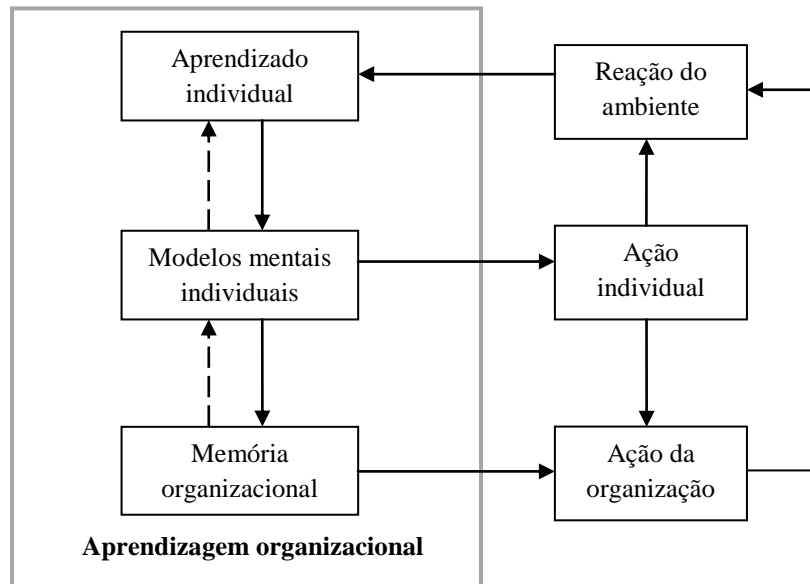 Aprendizado
individual
Reação do
ambiente
Modelos mentais
individuais
Ação
individual
Memória
organizacional
Ação da
organização
Aprendizagem organizacional